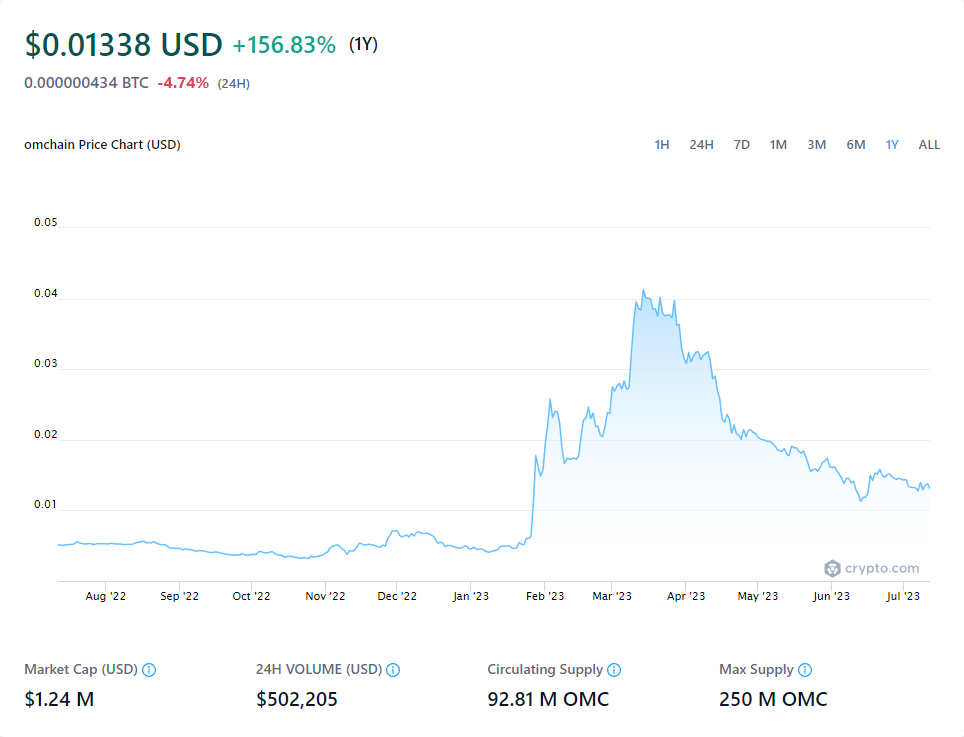 $0.01338 USD +156.83% (1Y)
0.000000434 BTC -4.74% (24H)
omchain Price Chart (USD) 1H 24H 7D 1M 3M 6M 1Y ALL
0.05
0.04
0.03
0.02
0.01
crypto.com
Aug '22 Sep '22 Oct '22 Nov '22 Dec '22 Jan '23 Feb '23 Mar '23 Apr '23 May '23 Jun '23 Jul '23
Market Cap (USD) 24H VOLUME (USD) Circulating Supply Max Supply
$1.24 M $502,205 92.81 M OMC 250 M OMC